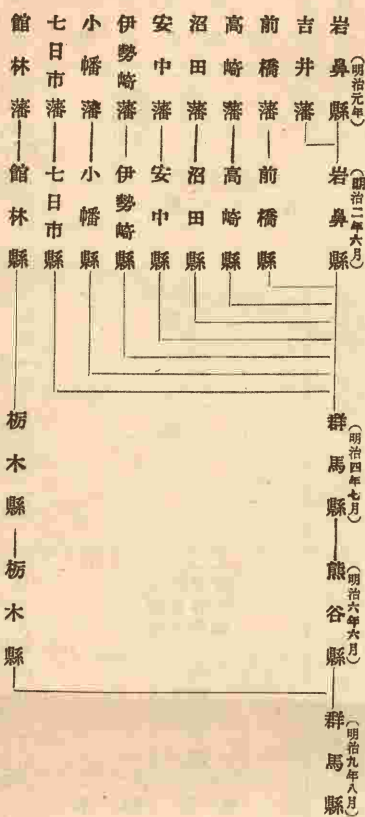 岩鼻縣（明治元年）
吉井藩
前橋藩
高崎藩
沼田藩
安中藩
伊勢崎藩
小幡藩
七日市藩
館林藩
岩鼻縣（明治二年六月）
前橋縣
高崎縣
沼田縣
安中縣
伊勢崎縣
小幡縣
七日市縣
館林縣
群馬縣（明治四年七月）
栃木縣
熊谷縣（明治六年六月）
栃木縣
群馬縣（明治九年八月）